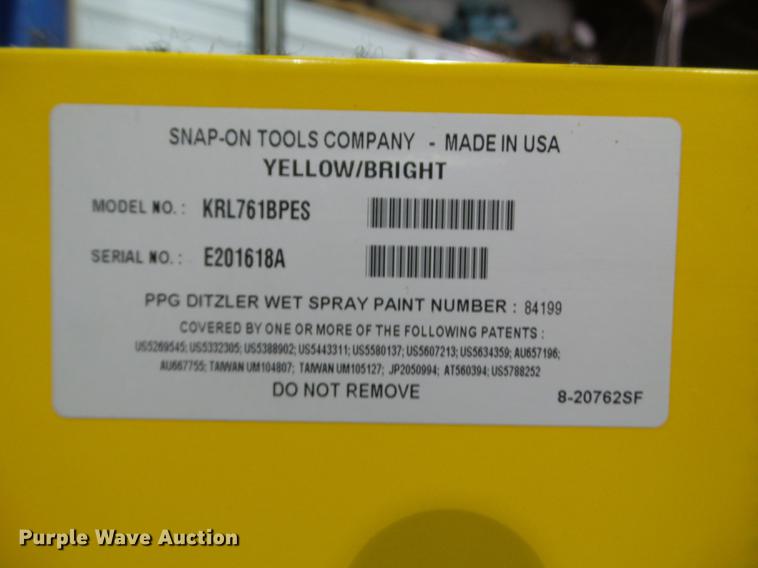 SNAP-ON TOOLS COMPANY - MADE IN USA
YELLOW/BRIGHT
MODEL NO.: KRL761BPES
SERIAL NO.: E201618A
PPG DITZLER WET SPRAY PAINT NUMBER : 84199
COVERED BY ONE OR MORE OF THE FOLLOWING PATENTS :
US5269545; US5332305; US5388902; US5443311; US5580137; US5607213; US5634359; AU657196;
AU667755; TAIWAN UM104807; TAIWAN UM105127; JP2050994; AT560394; US5788252
DO NOT REMOVE
8-20762SF
Purple Wave Auction